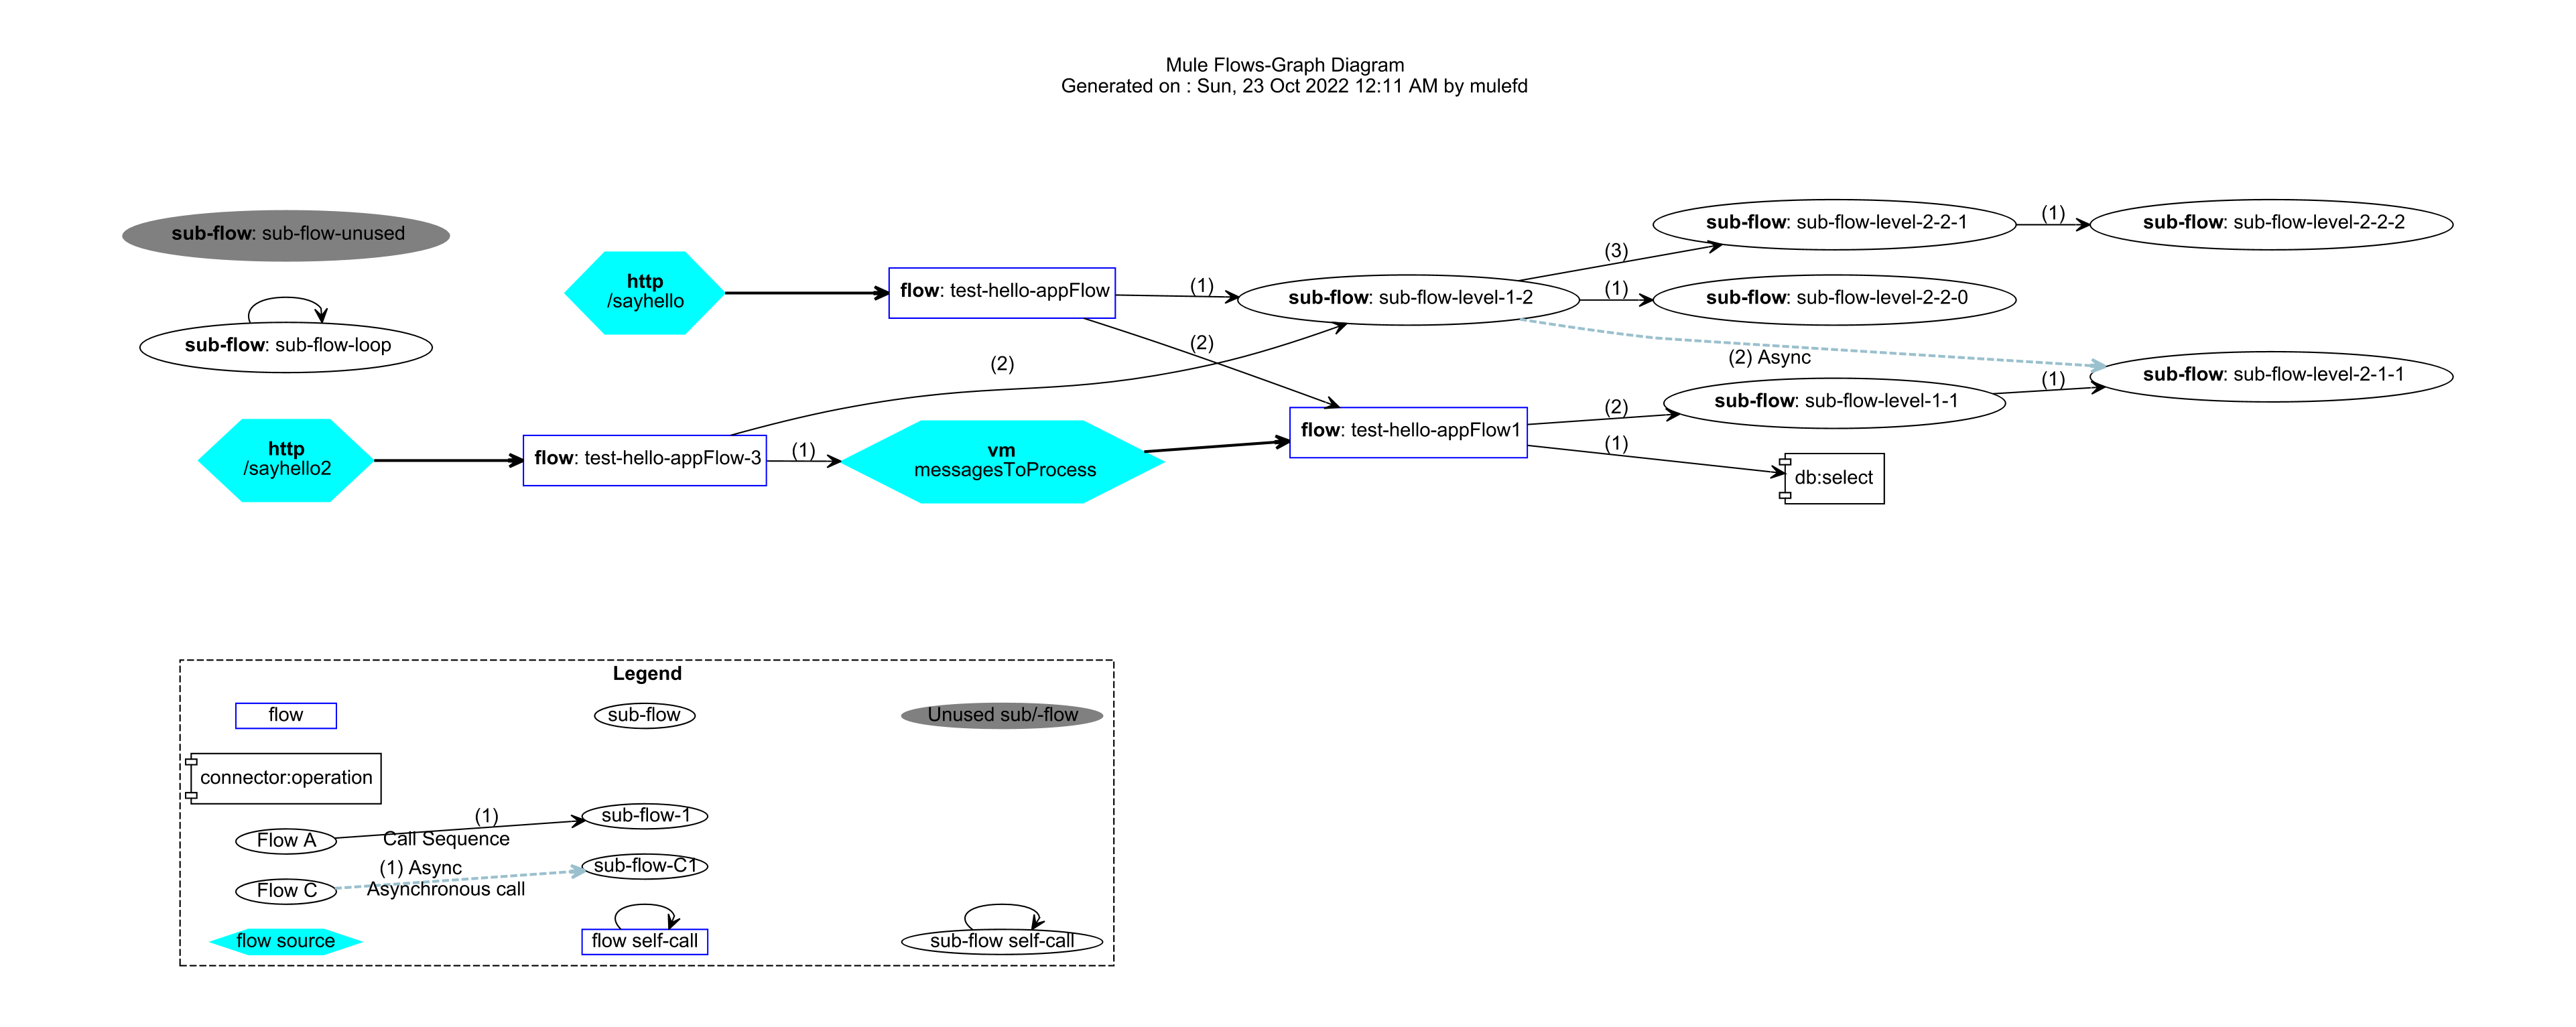 Mule Flows-Graph Diagram
Generated on : Sun, 23 Oct 2022 12:11 AM by mulefd
sub-flow: sub-flow-unused
sub-flow: sub-flow-loop
http
/sayhello
flow: test-hello-appFlow
(1)
(2)
sub-flow: sub-flow-level-1-2
(3)
(1)
(2) Async
sub-flow: sub-flow-level-2-2-1
(1)
sub-flow: sub-flow-level-2-2-2
sub-flow: sub-flow-level-2-2-0
sub-flow: sub-flow-level-2-1-1
http
/sayhello2
flow: test-hello-appFlow-3
(2)
(1)
vm
messagesToProcess
flow: test-hello-appFlow1
(2)
(1)
sub-flow: sub-flow-level-1-1
(1)
db:select
Legend
flow
sub-flow
Unused sub/-flow
connector:operation
Flow A
(1)
Call Sequence
sub-flow-1
Flow C
(1) Async
Asynchronous call
sub-flow-C1
flow source
flow self-call
sub-flow self-call